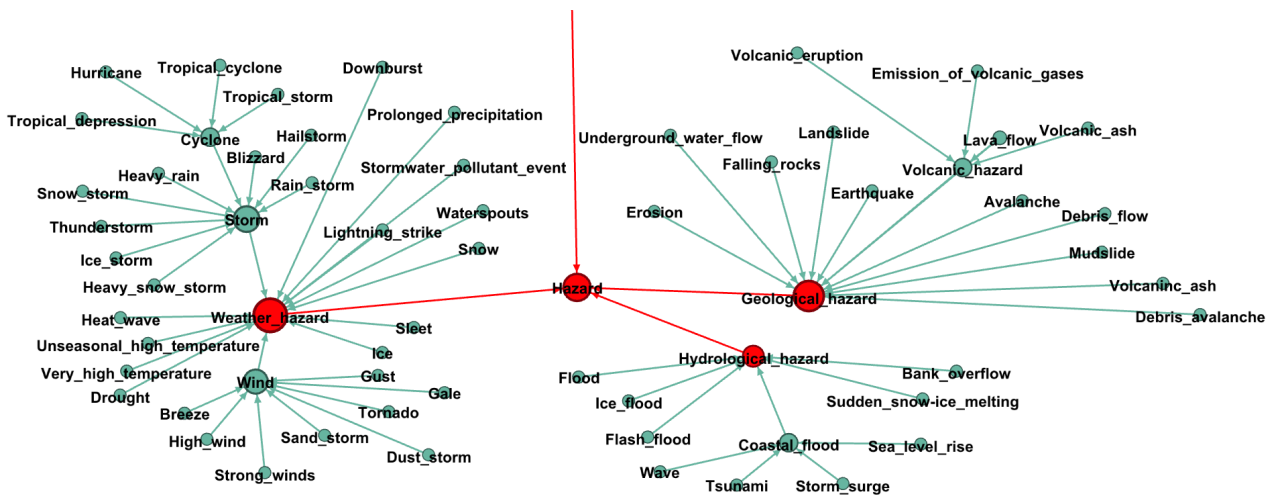 Hurricane
Tropical_cyclone
Downburst
Tropical_storm
Tropical_depression
Prolonged_precipitation
Cyclone
Hailstorm
Blizzard
Heavy_rain
Stormwater_pollutant_event
Snow_storm
Rain_storm
Thunderstorm
Storm
Waterspouts
Lightning_strike
Ice_storm
Snow
Heavy_snow_storm
Heat_wave
Weather_hazard
Sleet
Unseasonal_high_temperature
Ice
Very_high_temperature
Wind
Gust
Drought
Gale
Breeze
Tornado
High_wind
Sand_storm
Dust_storm
Strong_winds
Hazard
Volcanic_eruption
Emission_of_volcanic_gases
Underground_water_flow
Landslide
Lava_flow
Volcanic_ash
Falling_rocks
Volcanic_hazard
Earthquake
Avalanche
Erosion
Debris_flow
Mudslide
Geological_hazard
Volcaninc_ash
Debris_avalanche
Hydrological_hazard
Flood
Bank_overflow
Ice_flood
Sudden_snow-ice_melting
Flash_flood
Coastal_flood
Sea_level_rise
Wave
Tsunami
Storm_surge